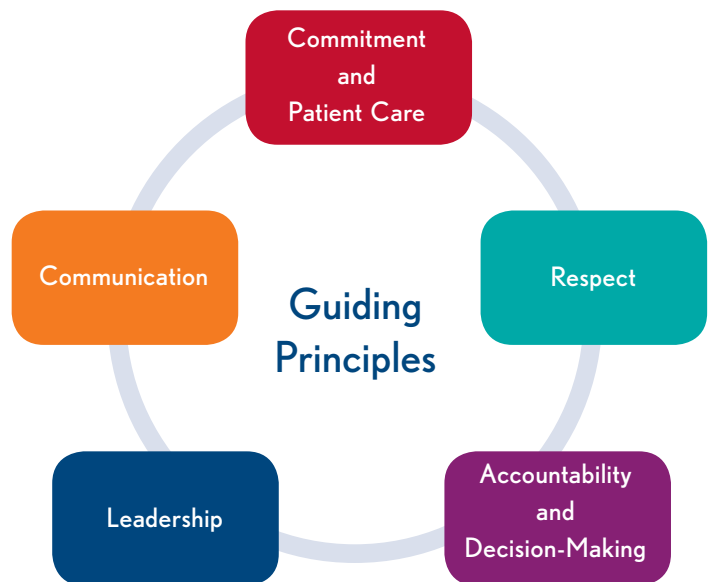 Commitment
and
Patient Care
Communication
Respect
Guiding
Principles
Leadership
Accountability
and
Decision-Making